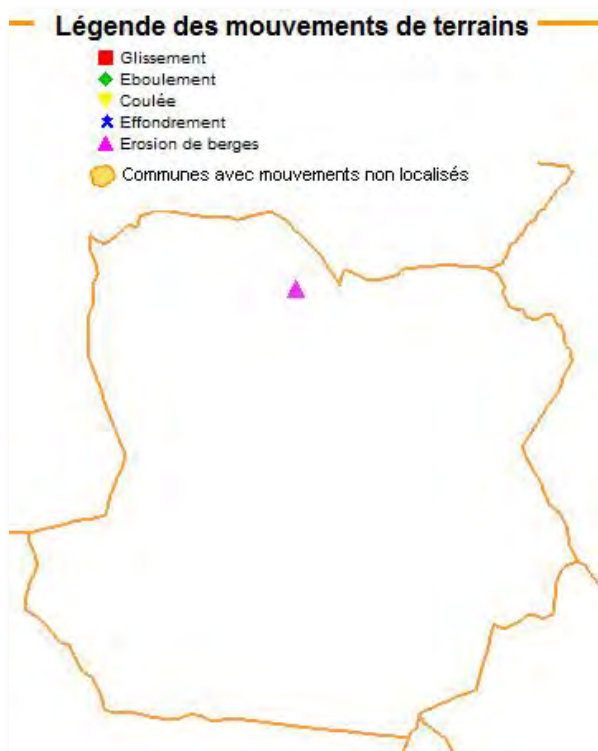 Légende des mouvements de terrains
Glissement
Eboulement
Coulée
Effondrement
Erosion de berges
Communes avec mouvements non localisés